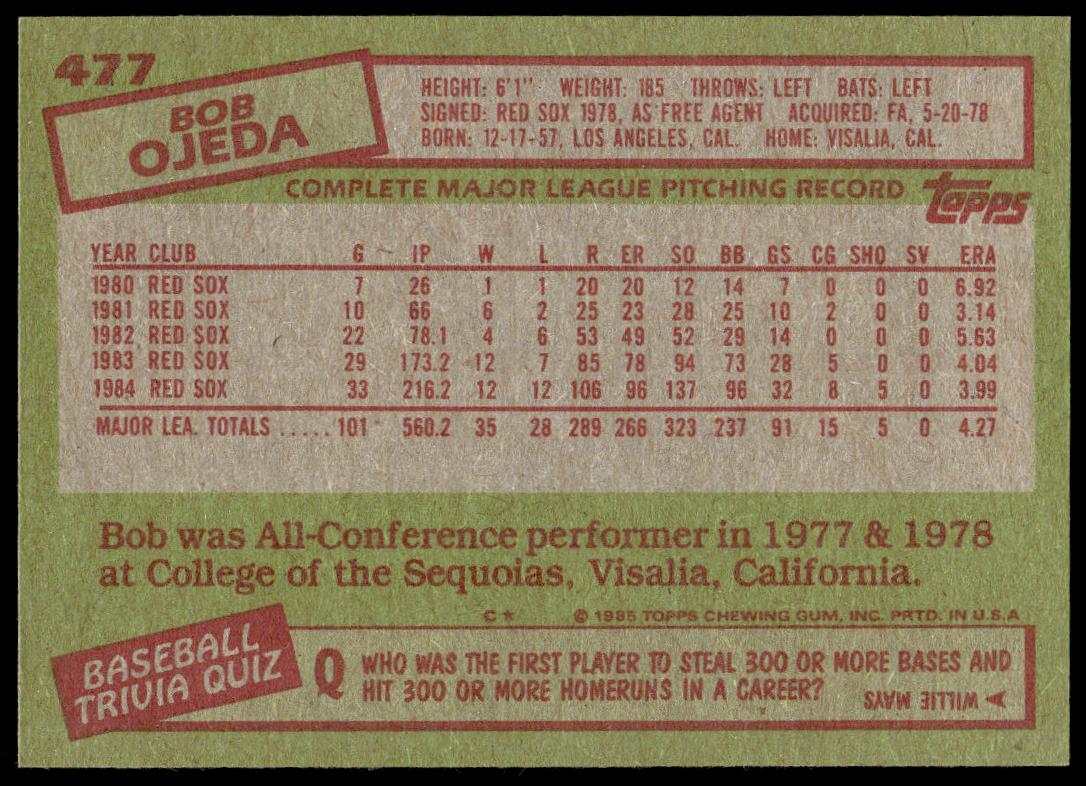 477
BOB
OJEDA
HEIGHT: 6'1" WEIGHT: 185 THROWS: LEFT BATS: LEFT
SIGNED: RED SOX 1978, AS FREE AGENT ACQUIRED: FA, 5-20-78
BORN: 12-17-57, LOS ANGELES, CAL. HOME: VISALIA, CAL.
COMPLETE MAJOR LEAGUE PITCHING RECORD topps
YEAR CLUB G IP W L R ER SO BB GS CG SHO SV ERA
1980 RED SOX 7 26 1 1 20 20 12 14 7 0 0 0 6.92
1981 RED SOX 10 66 6 2 25 23 28 25 10 2 0 0 3.14
1982 RED SOX 22 78.1 4 6 53 49 52 29 14 0 0 0 5.63
1983 RED SOX 29 173.2 12 7 85 78 94 73 28 5 0 0 4.04
1984 RED SOX 33 216.2 12 12 106 96 137 96 32 8 5 0 3.99
MAJOR LEA. TOTALS .....101 560.2 35 28 289 266 323 237 91 15 5 0 4.27
Bob was All-Conference performer in 1977 & 1978
at College of the Sequoias, Visalia, California.
C* © 1985 TOPPS CHEWING GUM, INC. PRTD. IN U.S.A
BASEBALL
TRIVIA QUIZ
Q WHO WAS THE FIRST PLAYER TO STEAL 300 OR MORE BASES AND
HIT 300 OR MORE HOMERUNS IN A CAREER?
A WILLIE MAYS